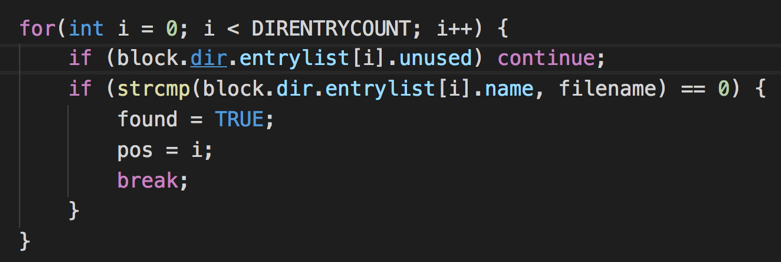 for(int i = 0; i < DIRENTRYCOUNT; i++) {
    if (block.dir.entrylist[i].unused) continue;
    if (strcmp(block.dir.entrylist[i].name, filename) == 0) {
        found = TRUE;
        pos = i;
        break;
    }
}